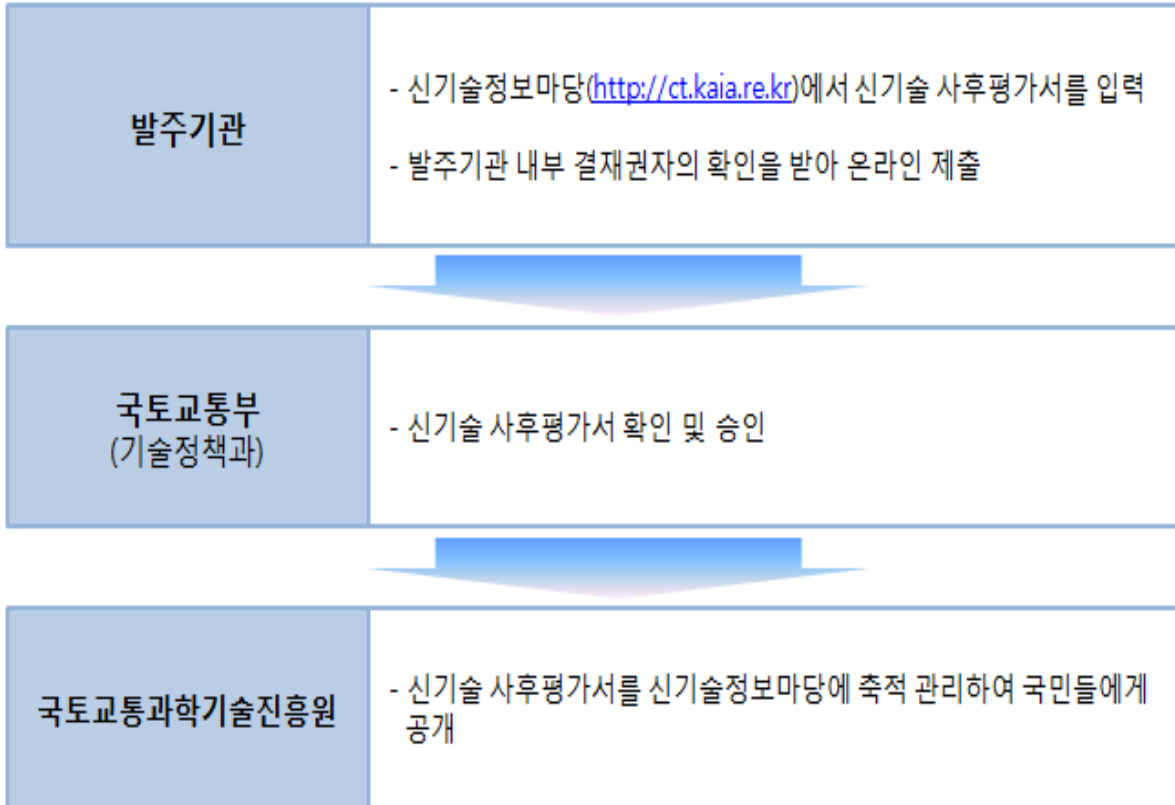 발주기관
- 신기술정보마당(http://ct.kaia.re.kr)에서 신기술 사후평가서를 입력
- 발주기관 내부 결재권자의 확인을 받아 온라인 제출
국토교통부
(기술정책과)
- 신기술 사후평가서 확인 및 승인
국토교통과학기술진흥원
- 신기술 사후평가서를 신기술정보마당에 축적 관리하여 국민들에게
공개